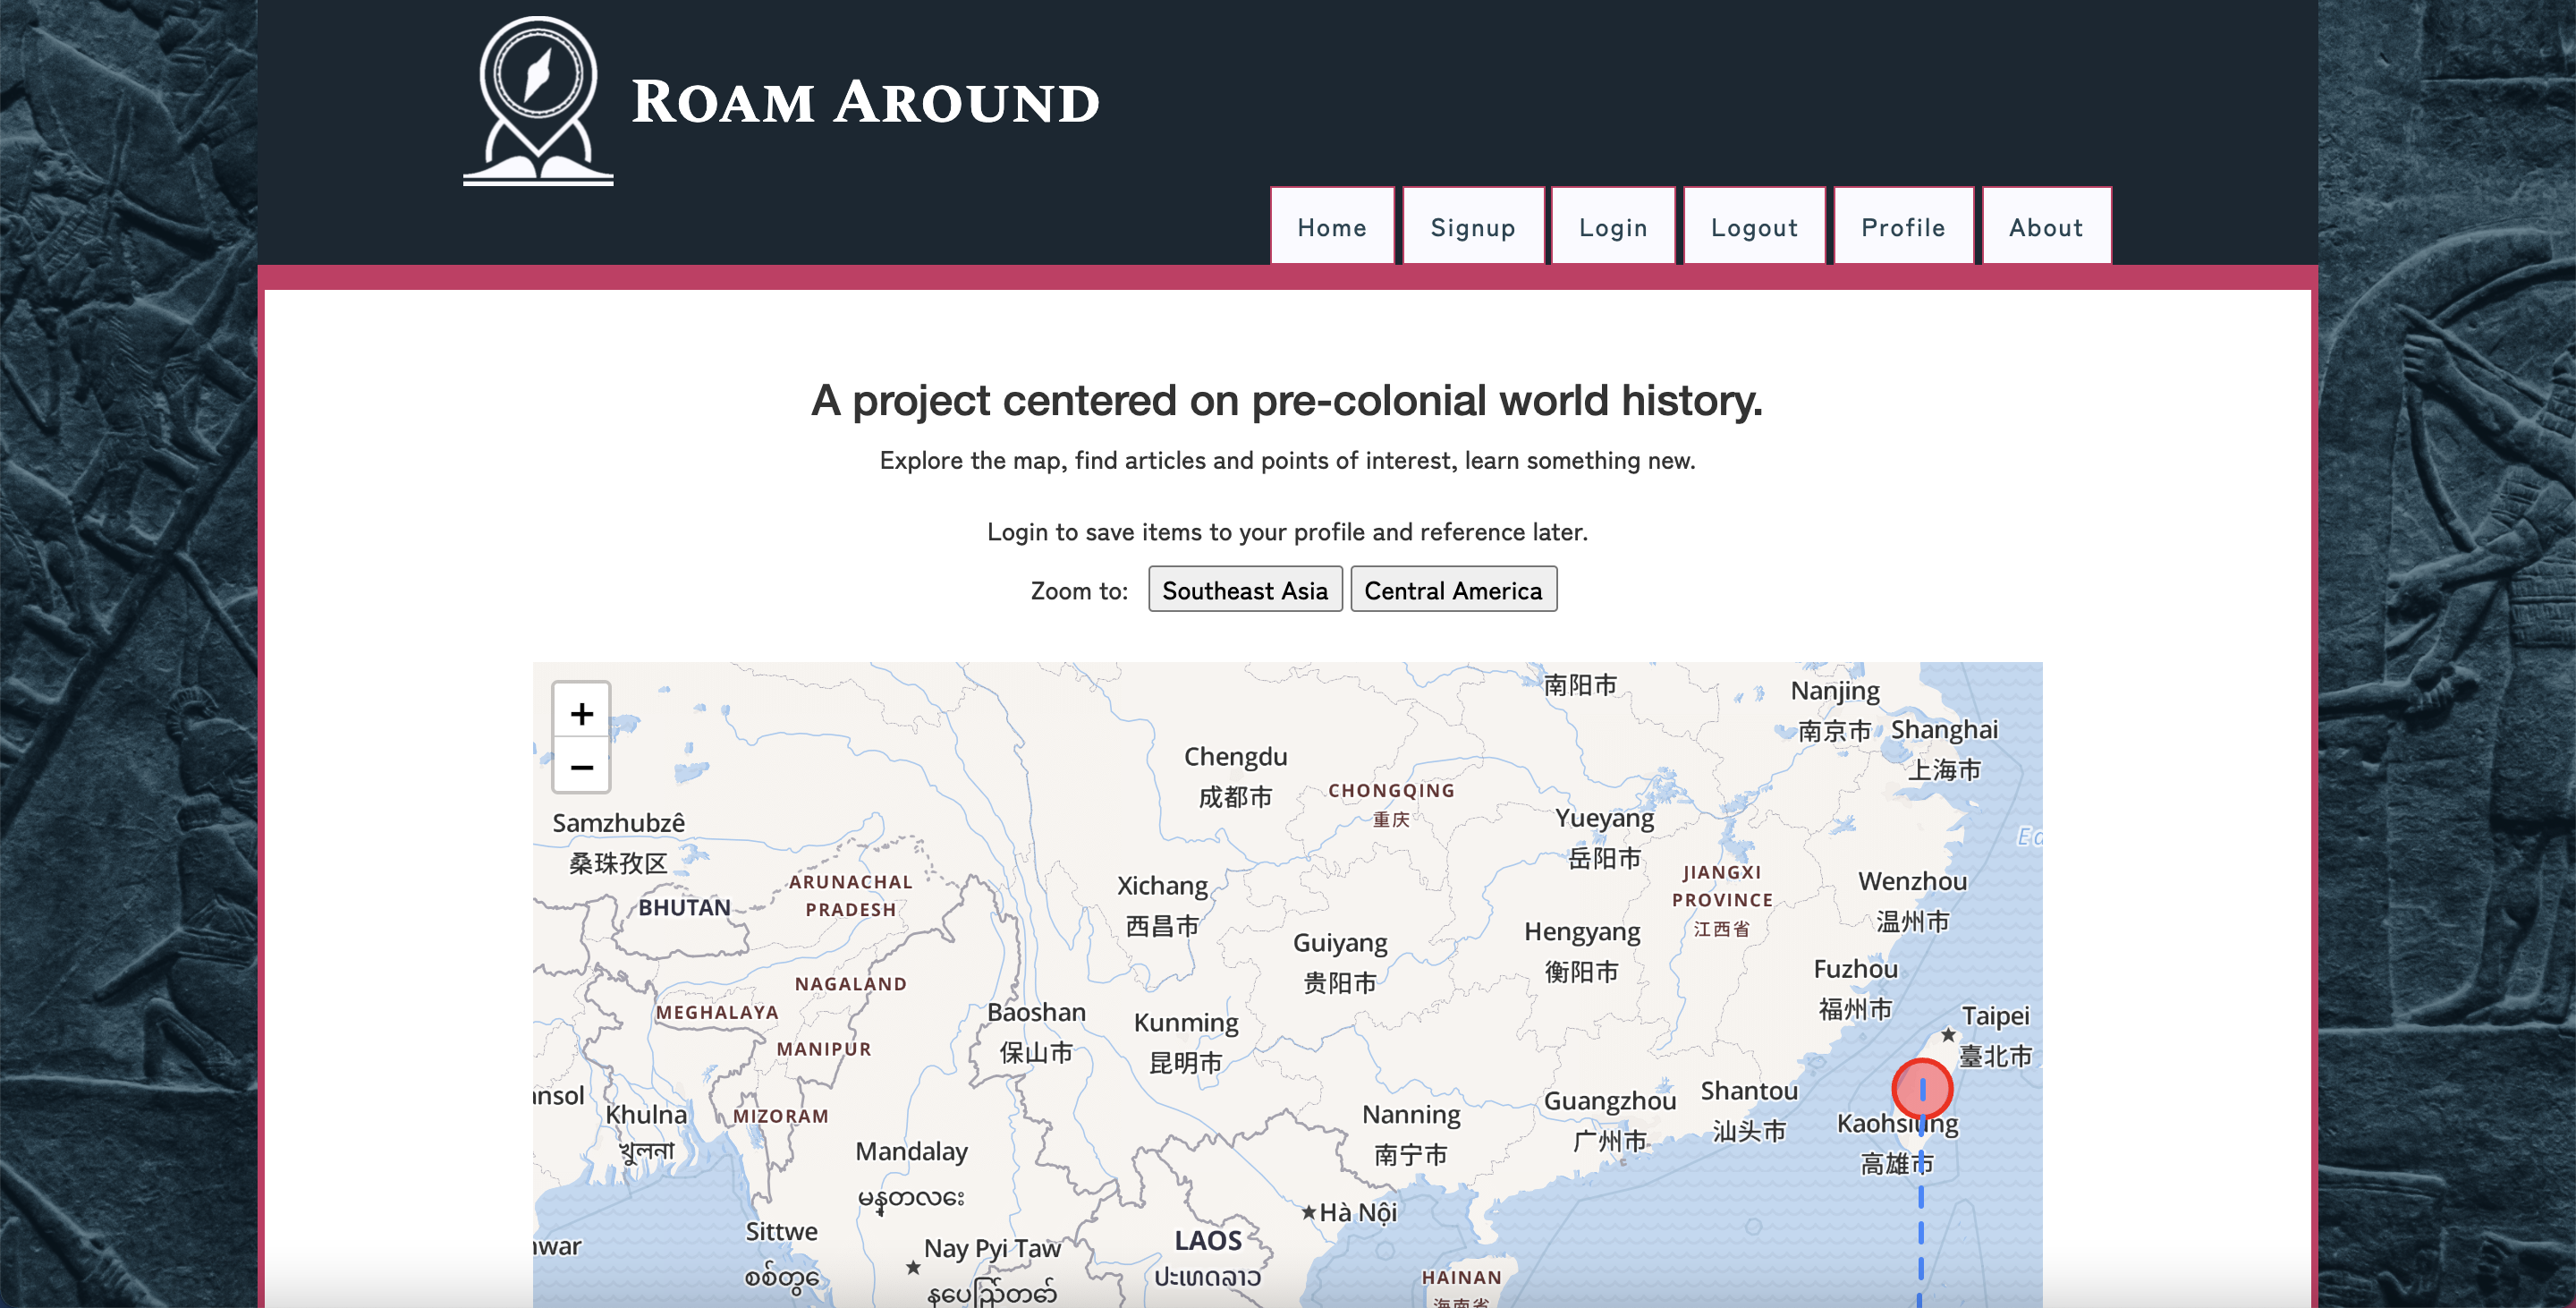 ROAM AROUND
Home
Signup
Login
Logout
Profile
About
A project centered on pre-colonial world history.
Explore the map, find articles and points of interest, learn something new.
Login to save items to your profile and reference later.
Zoom to:
Southeast Asia
Central America
+
−
南阳市
Nanjing
南京市
Shanghai
上海市
Chengdu
成都市
CHONGQING
重庆
Yueyang
岳阳市
Samzhubzê
桑珠孜区
ARUNACHAL
PRADESH
BHUTAN
Xichang
西昌市
JIANGXI
PROVINCE
江西省
Wenzhou
温州市
Guiyang
贵阳市
Hengyang
衡阳市
Fuzhou
福州市
NAGALAND
MEGHALAYA
MANIPUR
Baoshan
保山市
Kunming
昆明市
Taipei
臺北市
ansol
Khulna
খুলনা
MIZORAM
Nanning
南宁市
Guangzhou
广州市
Shantou
汕头市
Kaohsiung
高雄市
Mandalay
မန္တလေး
Sittwe
စစ်တွေ
Nay Pyi Taw
နေပြည်တော်
LAOS
ປະເທດລາວ
Hà Nội
HAINAN
海南省